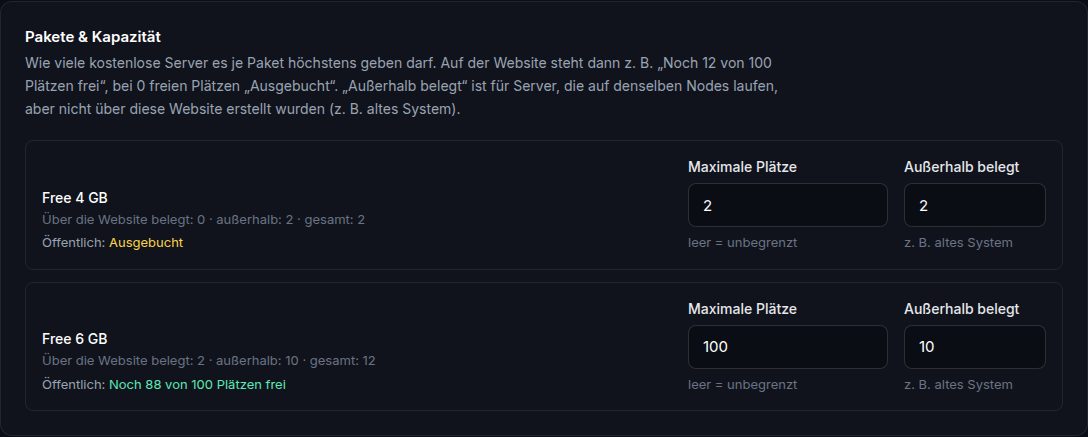 Pakete & Kapazität
Wie viele kostenlose Server es je Paket höchstens geben darf. Auf der Website steht dann z. B. „Noch 12 von 100
Plätzen frei“, bei 0 freien Plätzen „Ausgebucht“. „Außerhalb belegt“ ist für Server, die auf denselben Nodes laufen,
aber nicht über diese Website erstellt wurden (z. B. altes System).
Free 4 GB
Über die Website belegt: 0 · außerhalb: 2 · gesamt: 2
Öffentlich: Ausgebucht
Maximale Plätze
2
leer = unbegrenzt
Außerhalb belegt
2
z. B. altes System
Free 6 GB
Über die Website belegt: 2 · außerhalb: 10 · gesamt: 12
Öffentlich: Noch 88 von 100 Plätzen frei
Maximale Plätze
100
leer = unbegrenzt
Außerhalb belegt
10
z. B. altes System